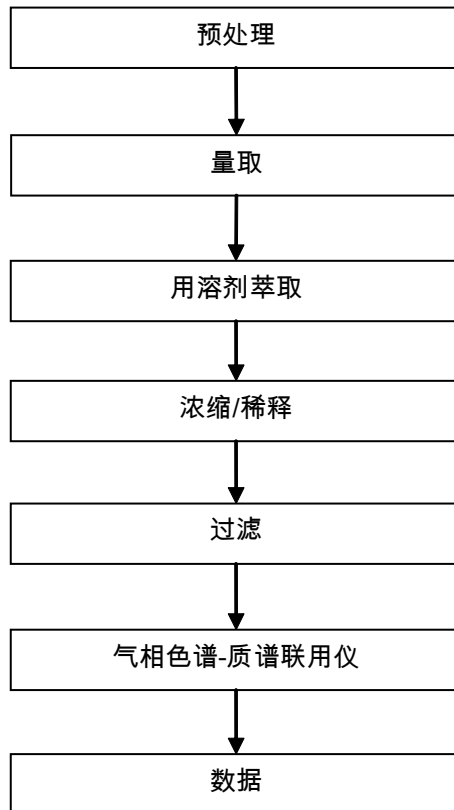 预处理
量取
用溶剂萃取
浓缩/稀释
过滤
气相色谱-质谱联用仪
数据